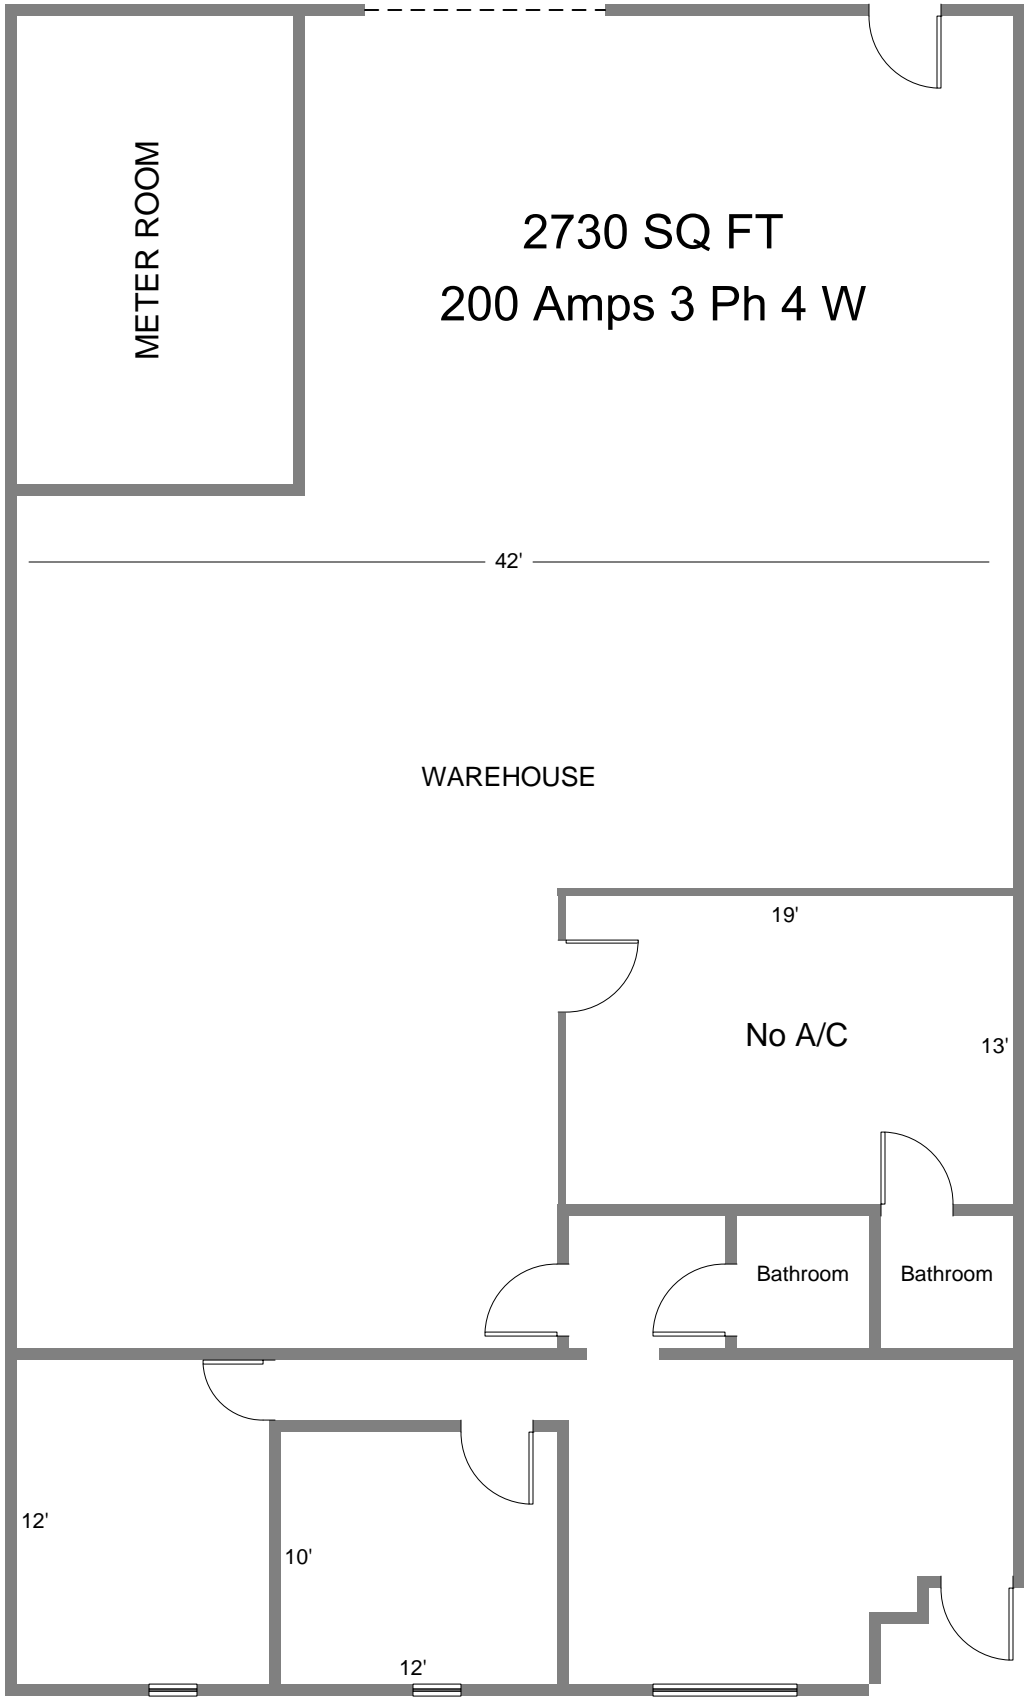 METER ROOM
2730 SQ FT
200 Amps 3 Ph 4 W
42'
WAREHOUSE
19'
No A/C
13'
Bathroom
Bathroom
12'
10'
12'